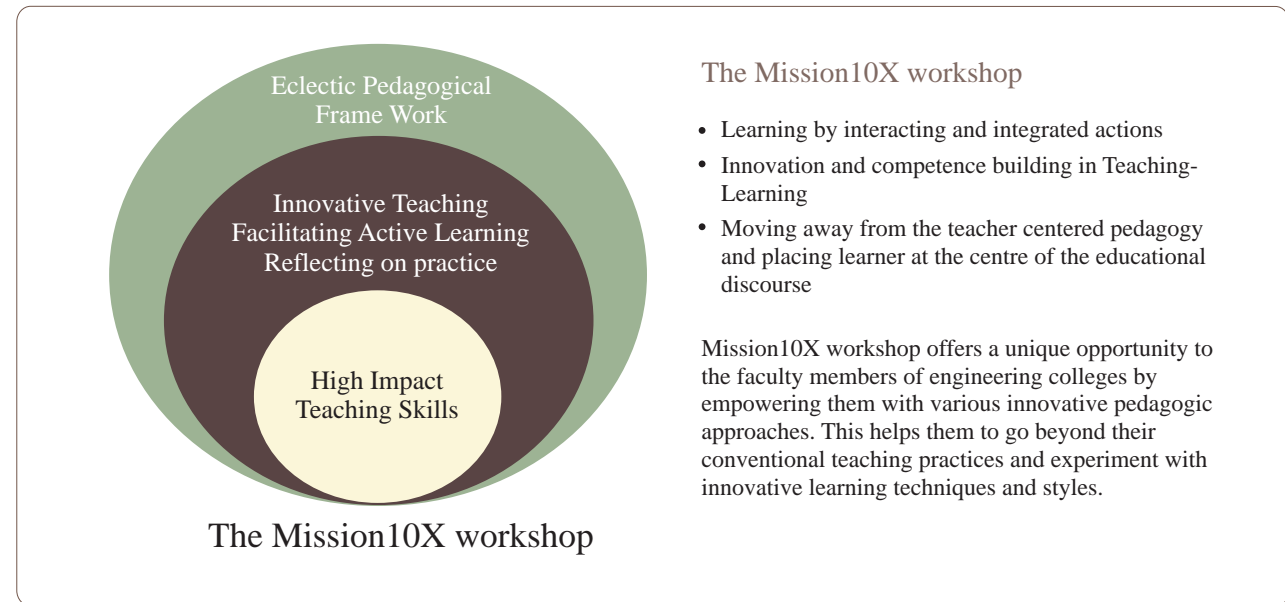 Eclectic Pedagogical
Frame Work
Innovative Teaching
Facilitating Active Learning
Reflecting on practice
High Impact
Teaching Skills
The Mission10X workshop
The Mission10X workshop
• Learning by interacting and integrated actions
• Innovation and competence building in Teaching-
Learning
• Moving away from the teacher centered pedagogy
and placing learner at the centre of the educational
discourse
Mission10X workshop offers a unique opportunity to
the faculty members of engineering colleges by
empowering them with various innovative pedagogic
approaches. This helps them to go beyond their
conventional teaching practices and experiment with
innovative learning techniques and styles.